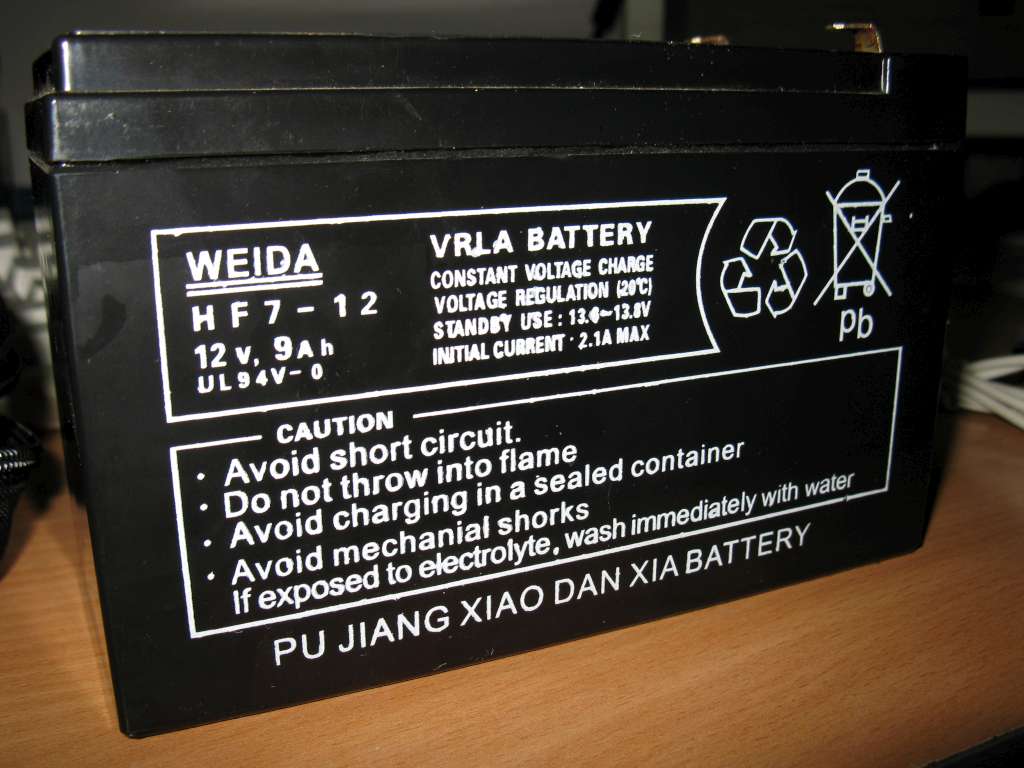 WEIDA
HF7-12
12v, 9Ah
UL94V-0
VRLA BATTERY
CONSTANT VOLTAGE CHARGE
VOLTAGE REGULATION (20℃)
STANDBY USE : 13.6~13.8V
INITIAL CURRENT · 2.1A MAX
pb
CAUTION
· Avoid short circuit.
· Do not throw into flame
· Avoid charging in a sealed container
· Avoid mechanial shorks
If exposed to electrolyte, wash immediately with water
PU JIANG XIAO DAN XIA BATTERY